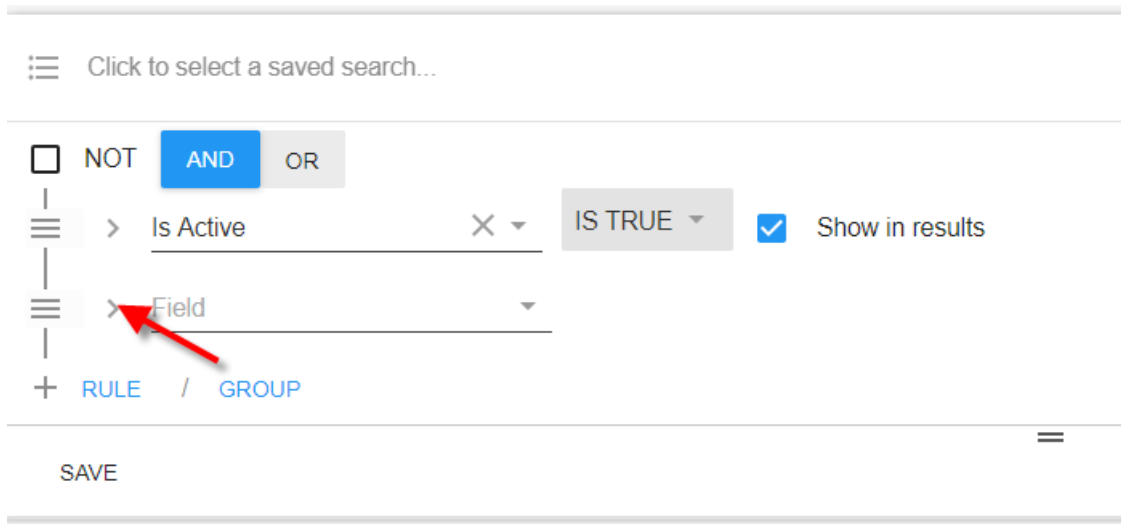 Click to select a saved search...
NOT AND OR
Is Active IS TRUE Show in results
Field
+ RULE / GROUP
SAVE